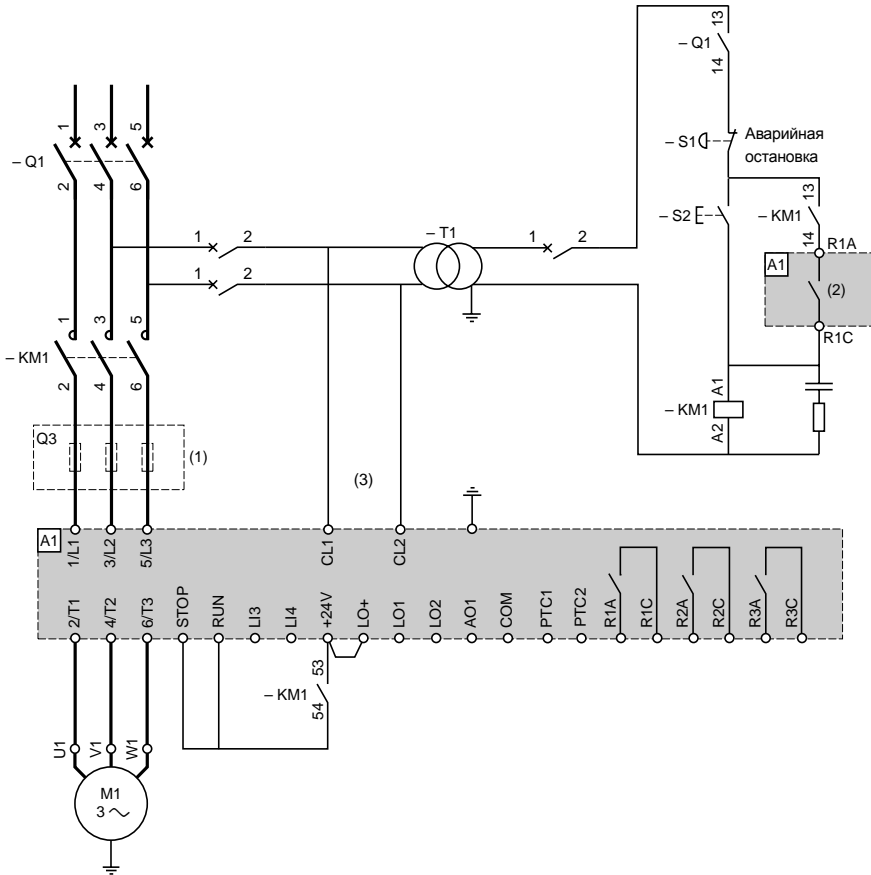 13
– Q1
14
1 3 5
– Q1
2 4 6
– S1
Аварийная
остановка
13
– S2
– KM1
14
R1A
1 2
– T1
1 2
A1
(2)
1 2
R1C
1 3 5
– KM1
2 4 6
A1
– KM1
A2
Q3
(1)
(3)
A1
1/L1 3/L2 5/L3 CL1 CL2
2/T1 4/T2 6/T3 STOP RUN LI3 LI4 +24V LO+ LO1 LO2 AO1 COM PTC1 PTC2 R1A R1C R2A R2C R3A R3C
53
– KM1
54
U1 V1 W1
M1
3